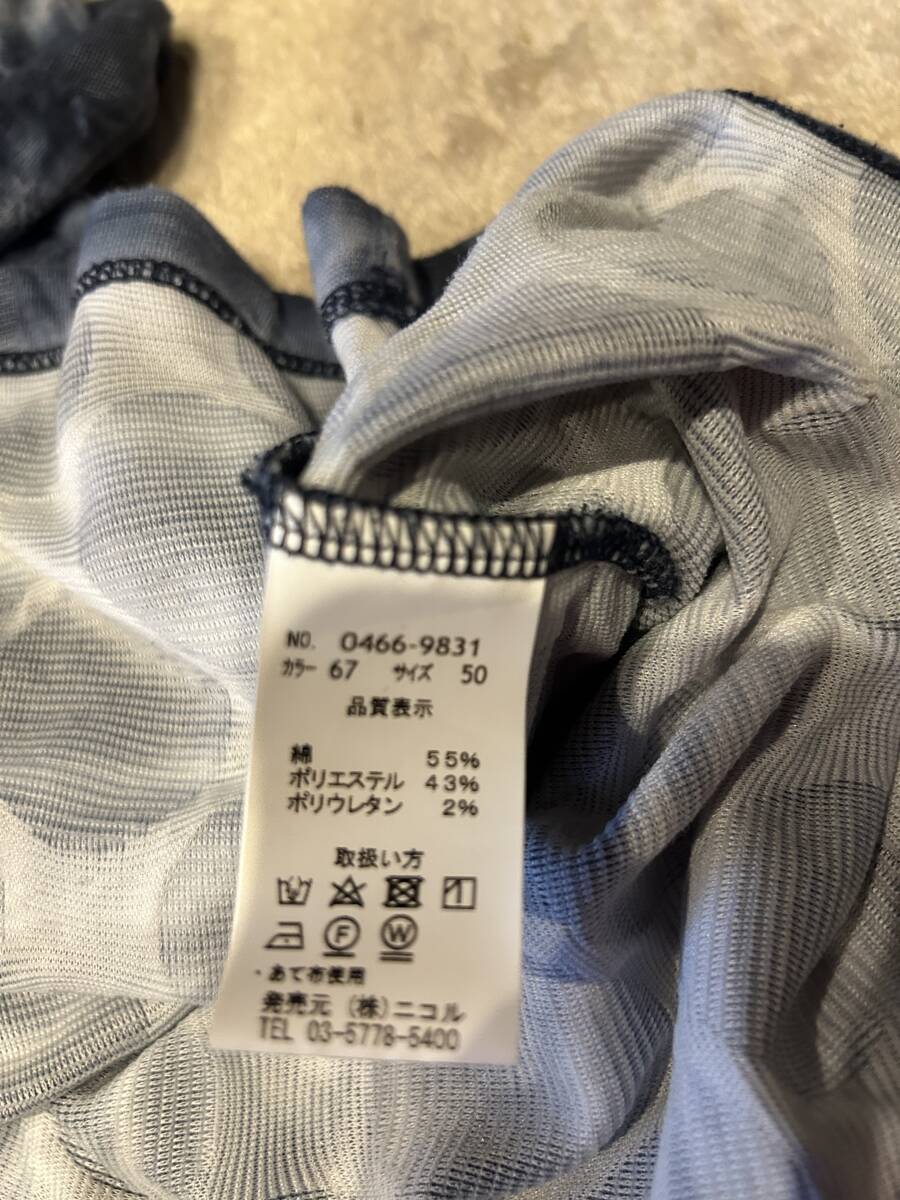 NO. 0466-9831
カラー 67 サイズ 50
品質表示
綿 55%
ポリエステル 43%
ポリウレタン 2%
取扱い方
F W
・あて布使用
発売元 (株)ニコル
TEL 03-5778-5400